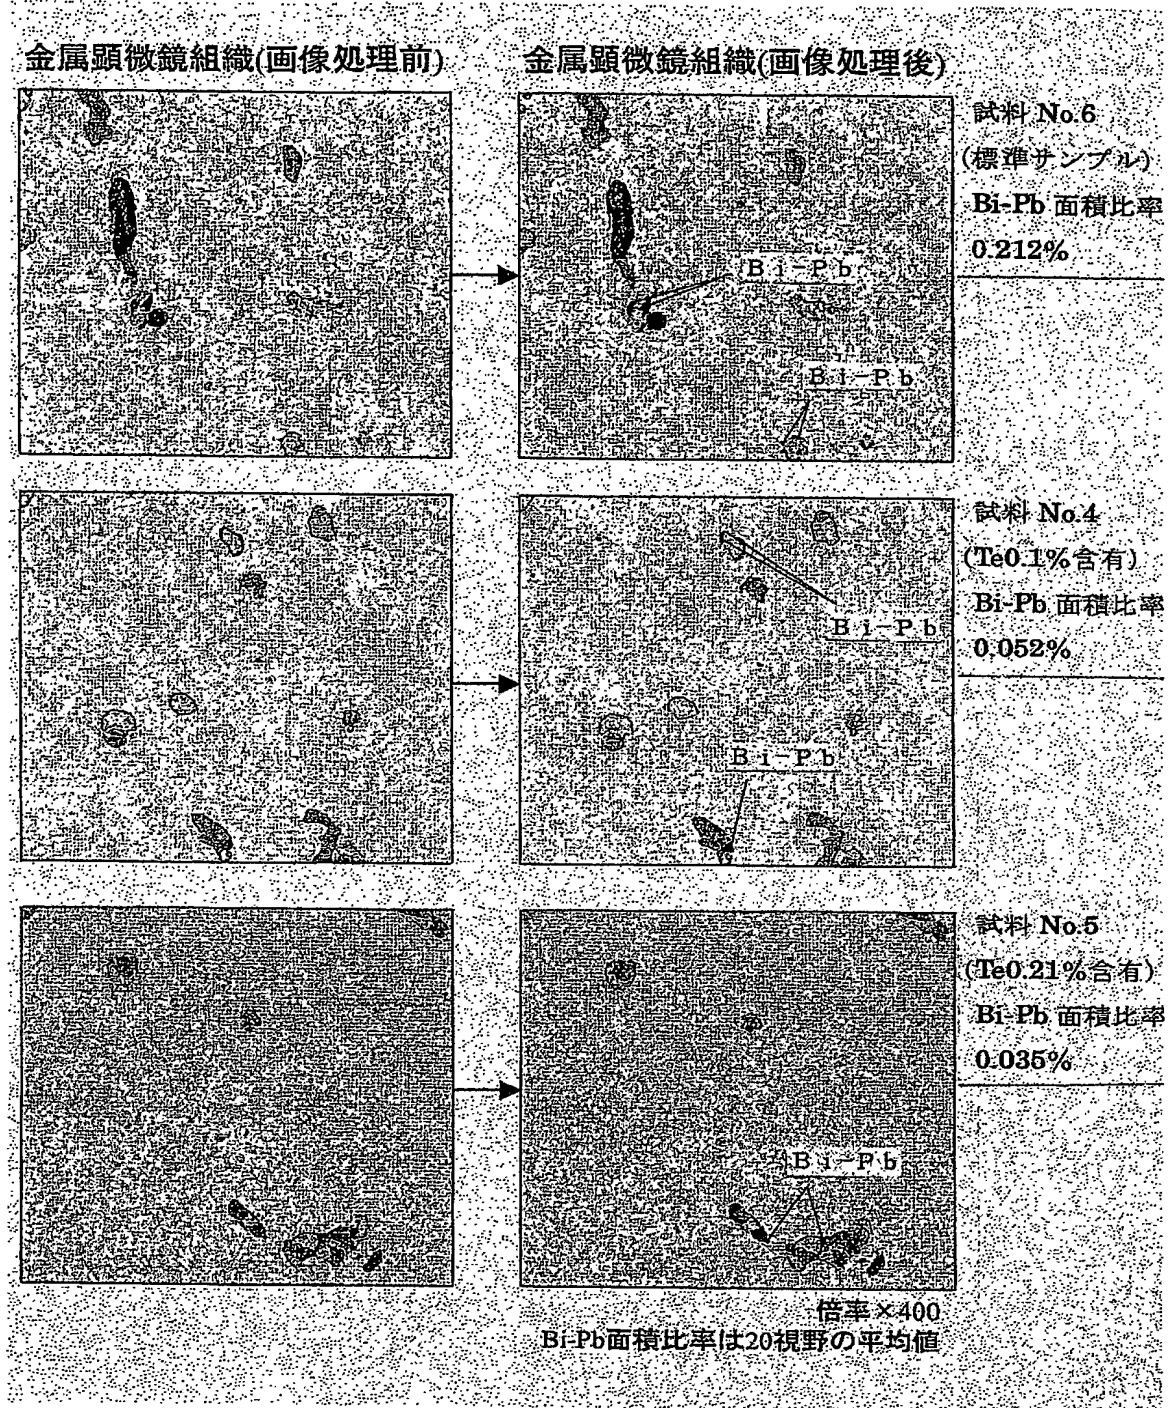 金属顕微鏡組織(画像処理前)
金属顕微鏡組織(画像処理後)
試料 No.6
(標準サンプル)
Bi-Pb 面積比率
0.212%
Bi-Pb
Bi-Pb
試料 No.4
(Te0.1%含有)
Bi-Pb 面積比率
0.052%
Bi-Pb
Bi-Pb
試料 No.5
(Te0.21%含有)
Bi-Pb 面積比率
0.035%
Bi-Pb
倍率×400
Bi-Pb面積比率は20視野の平均値